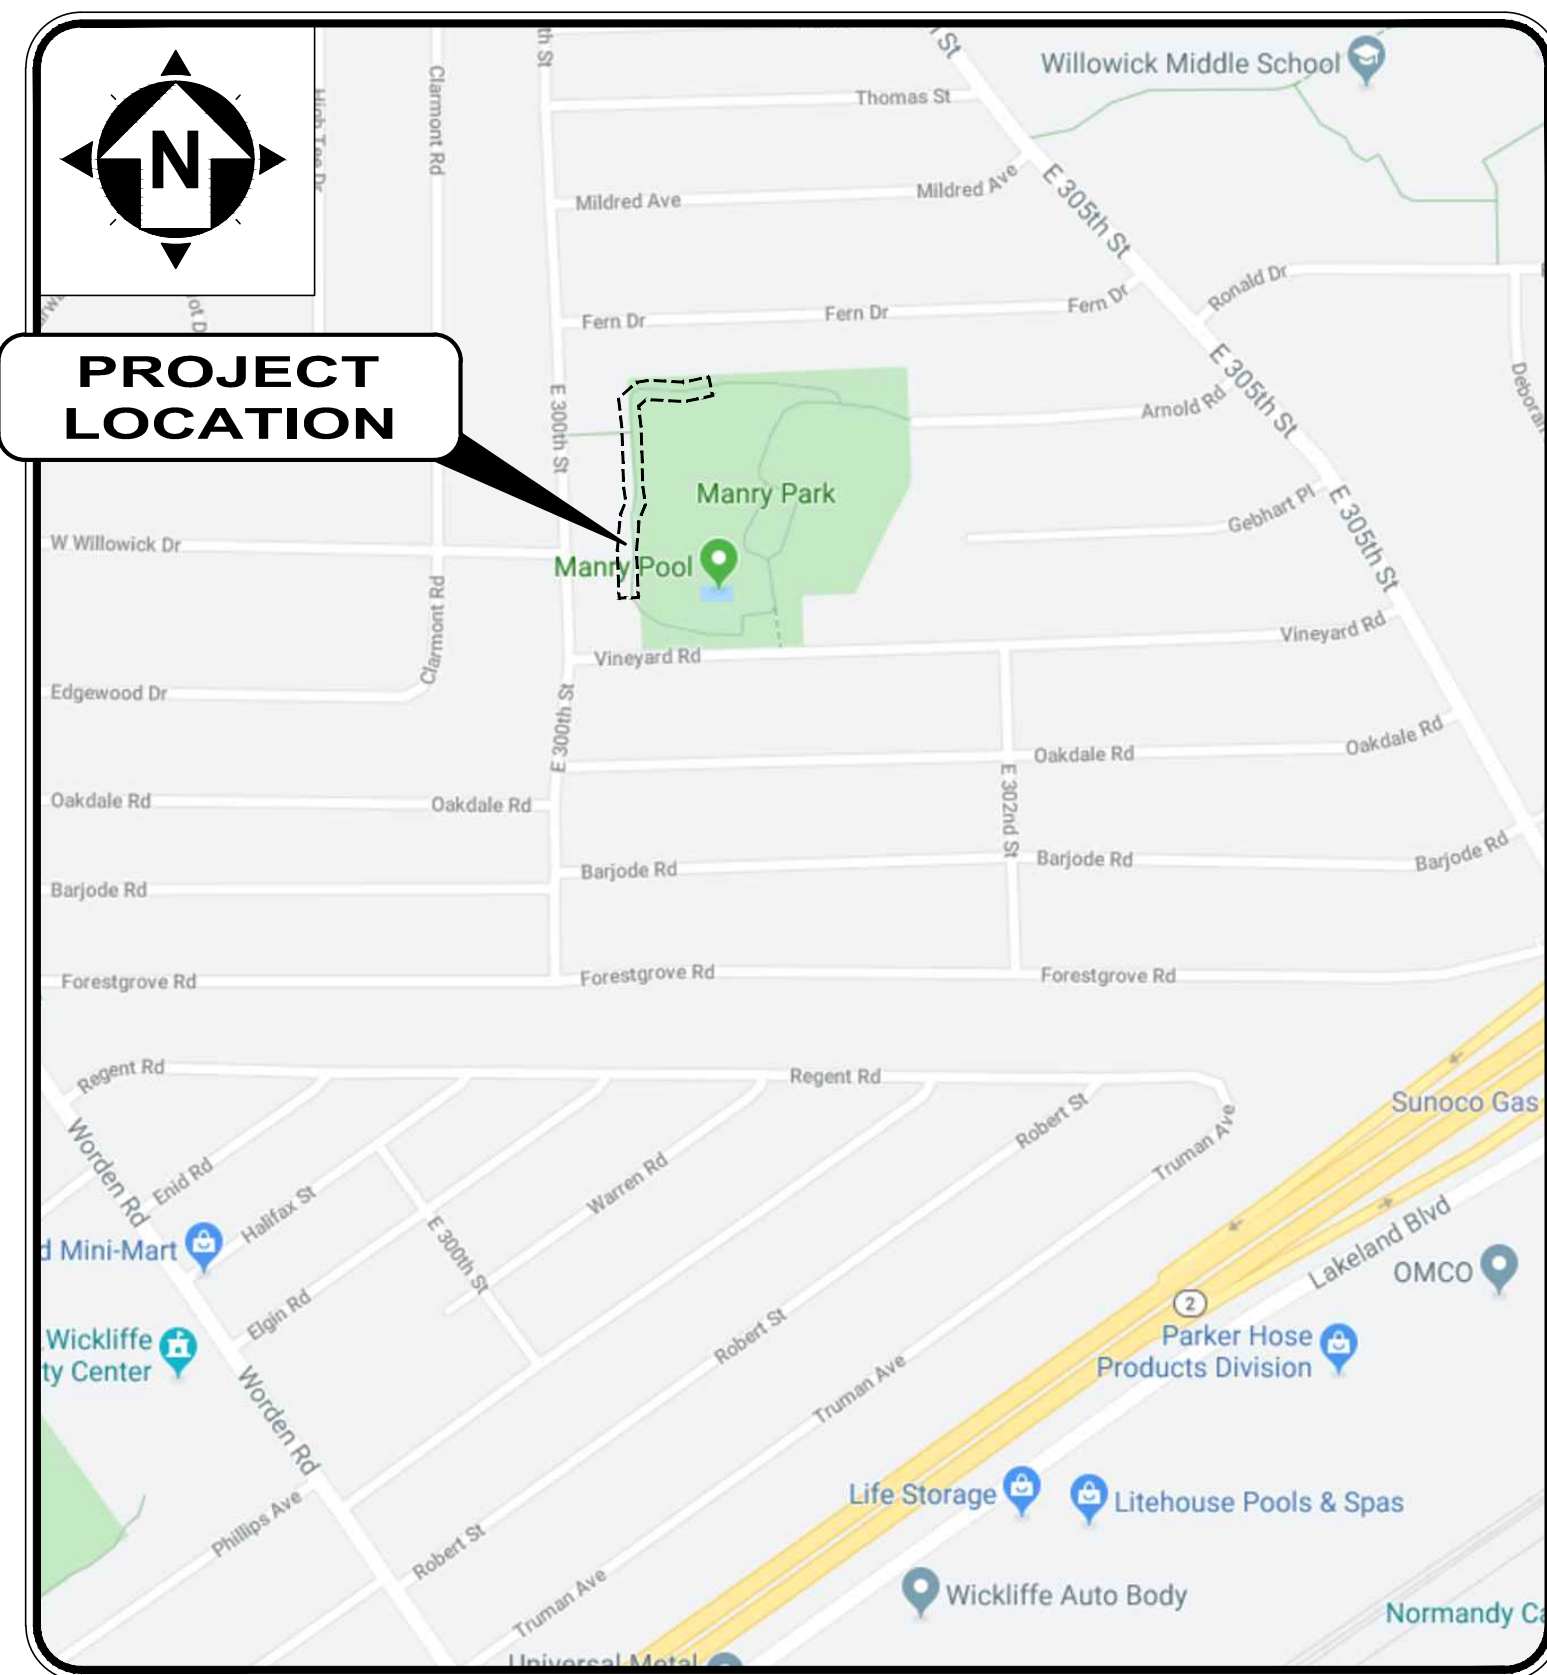 N
PROJECT
LOCATION
Willowick Middle School
Thomas St
Clarmont Rd
Mildred Ave
Mildred Ave
E 305th St
Fern Dr
Fern Dr
Fern Dr
Ronald Dr
E 300th St
E 305th St
Arnold Rd
Manry Park
Gebhart Pl
E 305th St
W Willowick Dr
Manry Pool
Clarmont Rd
Vineyard Rd
Vineyard Rd
Edgewood Dr
E 300th St
Oakdale Rd
Oakdale Rd
Oakdale Rd
Oakdale Rd
E 302nd St
Barjode Rd
Barjode Rd
Barjode Rd
Barjode Rd
Forestgrove Rd
Forestgrove Rd
Forestgrove Rd
Regent Rd
Regent Rd
Sunoco Gas
Worden Rd
Robert St
Truman Ave
Enid Rd
Halifax St
Warren Rd
E 300th St
Mini-Mart
Lakeland Blvd
OMCO
2
Elgin Rd
Wickliffe
ty Center
Robert St
Parker Hose
Products Division
Truman Ave
Worden Rd
Life Storage
Litehouse Pools & Spas
Phillips Ave
Robert St
Truman Ave
Wickliffe Auto Body
Normandy
Universal Metal